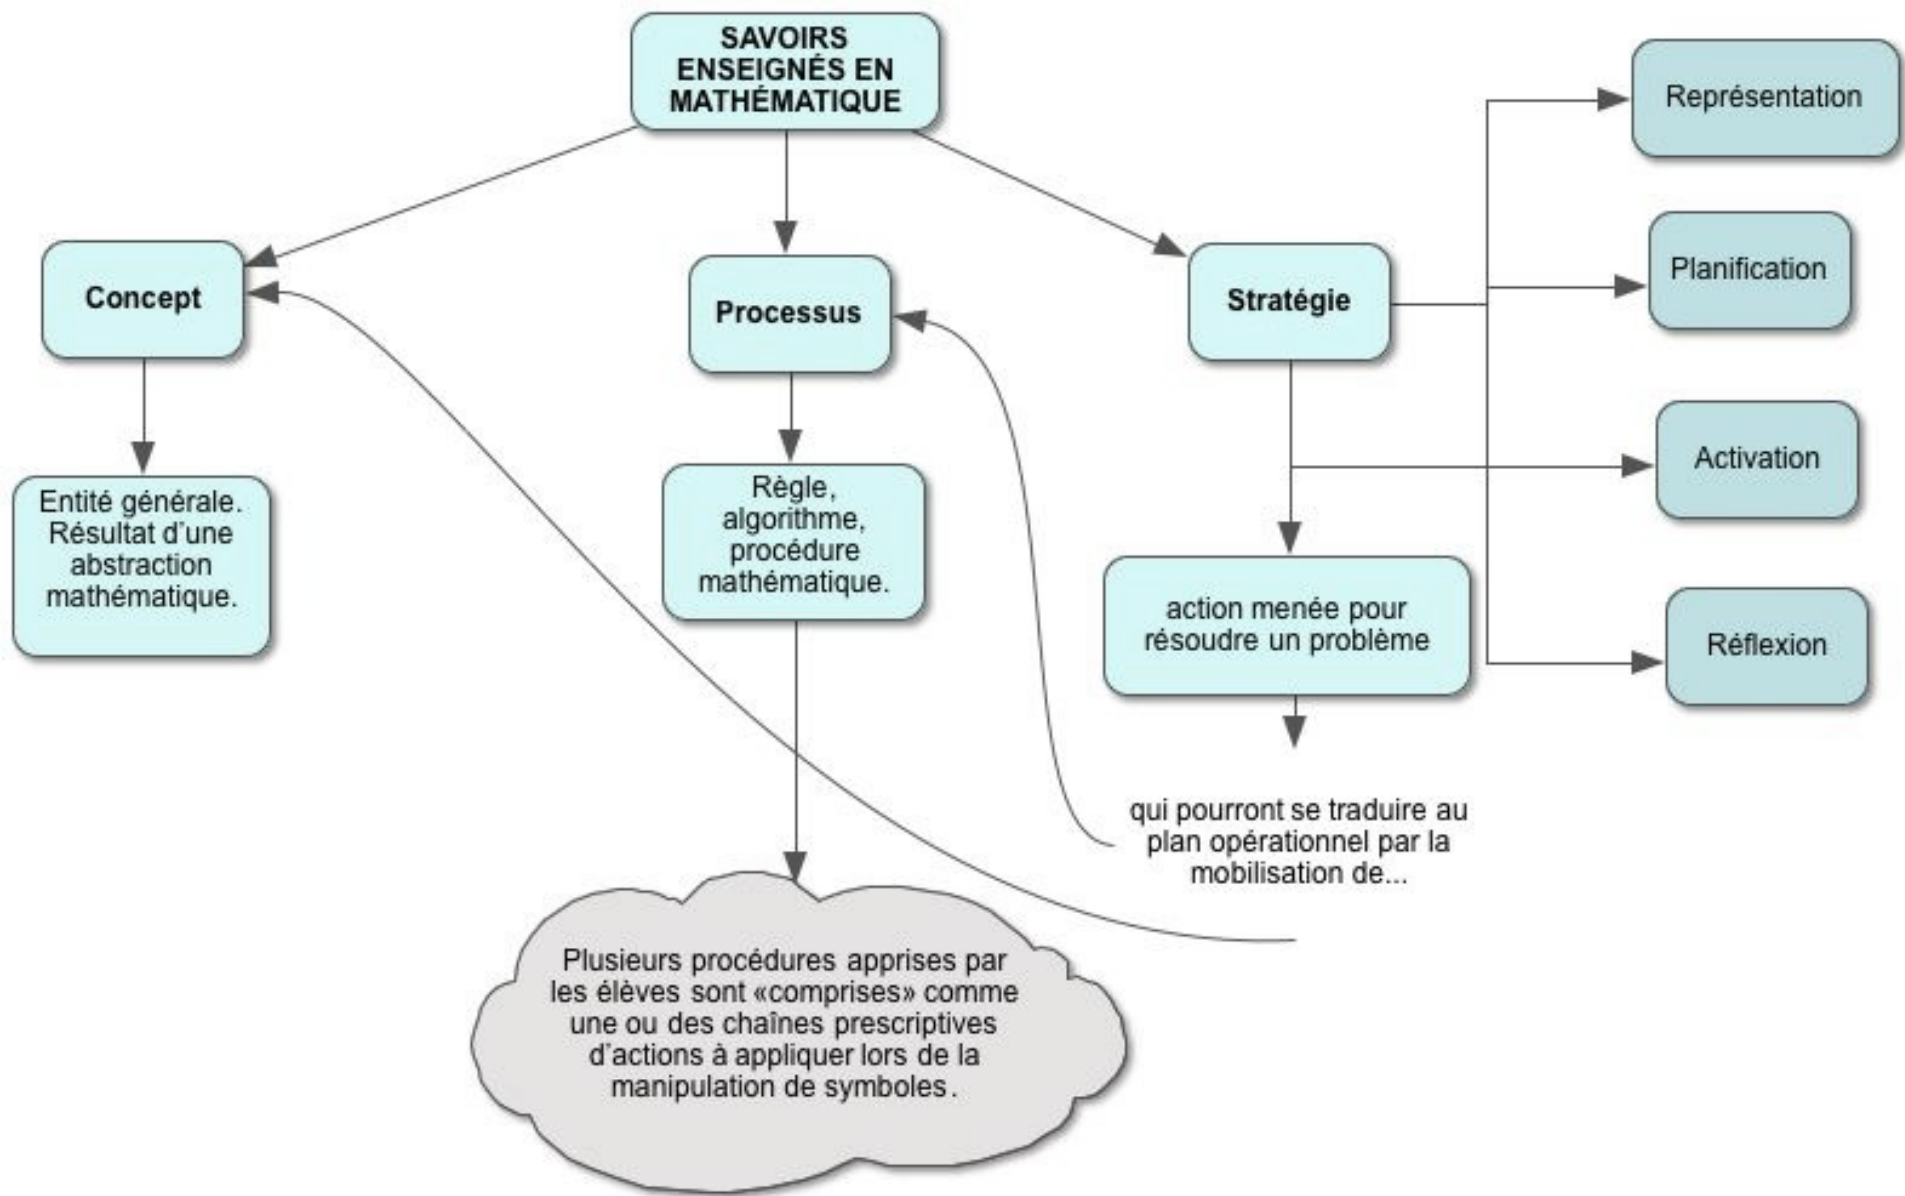 SAVOIRS
ENSEIGNÉS EN
MATHÉMATIQUE
Concept
Processus
Stratégie
Représentation
Planification
Activation
Réflexion
Entité générale.
Résultat d'une
abstraction
mathématique.
Règle,
algorithme,
procédure
mathématique.
action menée pour
résoudre un problème
qui pourront se traduire au
plan opérationnel par la
mobilisation de...
Plusieurs procédures apprises par
les élèves sont «comprises» comme
une ou des chaînes prescriptives
d'actions à appliquer lors de la
manipulation de symboles.